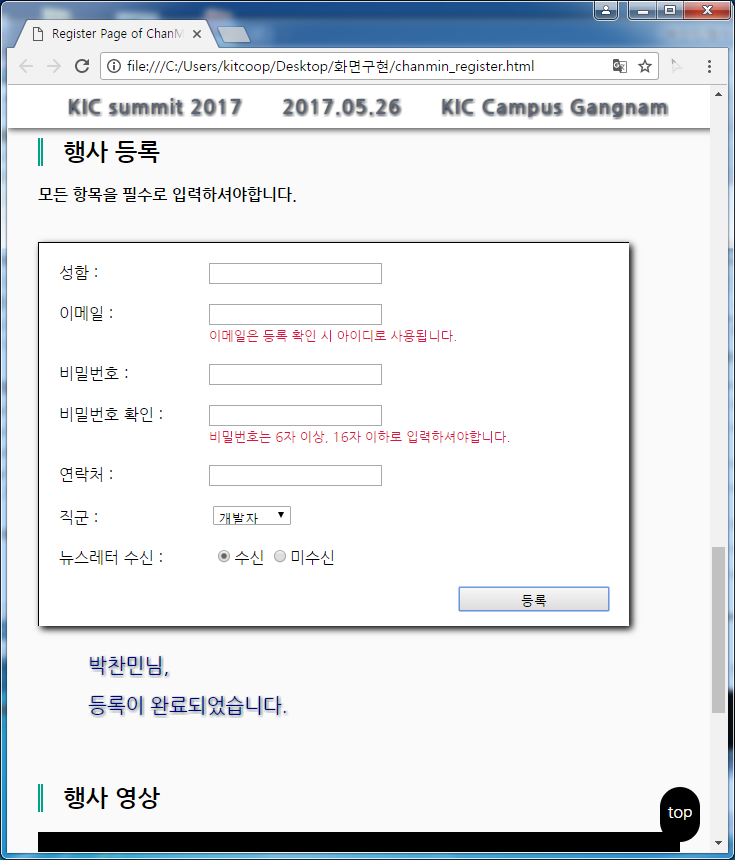 Register Page of ChanM
file:///C:/Users/kitcoop/Desktop/화면구현/chanmin_register.html
KIC summit 2017 2017.05.26 KIC Campus Gangnam
행사 등록
모든 항목을 필수로 입력하셔야합니다.
성함 :
이메일 :
이메일은 등록 확인 시 아이디로 사용됩니다.
비밀번호 :
비밀번호 확인 :
비밀번호는 6자 이상, 16자 이하로 입력하셔야합니다.
연락처 :
직군 : 개발자
뉴스레터 수신 : 수신 미수신
등록
박찬민님,
등록이 완료되었습니다.
행사 영상
top